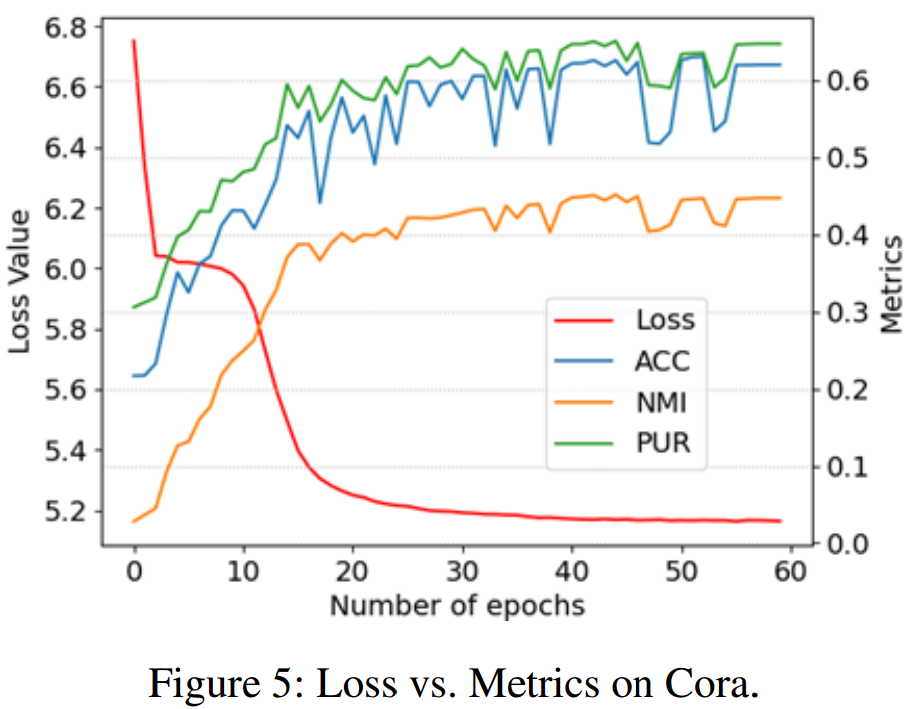 6.8
6.6
6.4
6.2
6.0
5.8
5.6
5.4
5.2
Loss Value
0.6
0.5
0.4
0.3
0.2
0.1
0.0
Metrics
Loss
ACC
NMI
PUR
0 10 20 30 40 50 60
Number of epochs
Figure 5: Loss vs. Metrics on Cora.